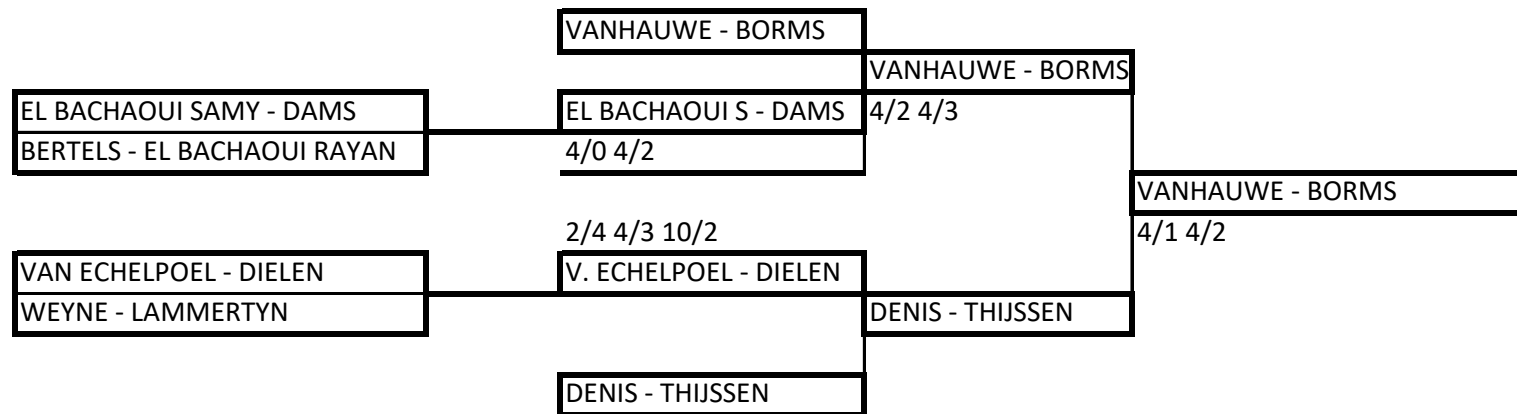 VANHAUWE - BORMS
VANHAUWE - BORMS
EL BACHAOUI SAMY - DAMS
EL BACHAOUI S - DAMS
4/2 4/3
BERTELS - EL BACHAOUI RAYAN
4/0 4/2
VANHAUWE - BORMS
2/4 4/3 10/2
4/1 4/2
VAN ECHELPOEL - DIELEN
V. ECHELPOEL - DIELEN
WEYNE - LAMMERTYN
DENIS - THIJSSEN
DENIS - THIJSSEN